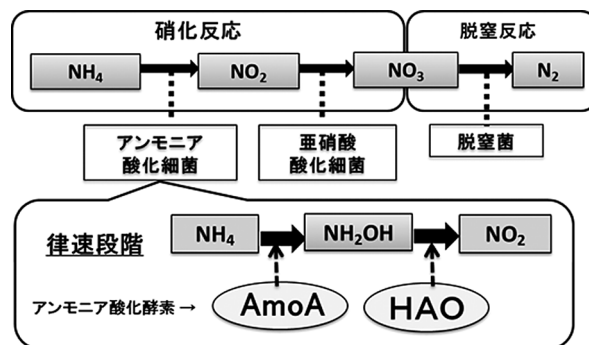 硝化反応
脱窒反応
NH₄
NO₂
NO₃
N₂
アンモニア
酸化細菌
亜硝酸
酸化細菌
脱窒菌
律速段階
NH₄
NH₂OH
NO₂
アンモニア酸化酵素 →
AmoA
HAO